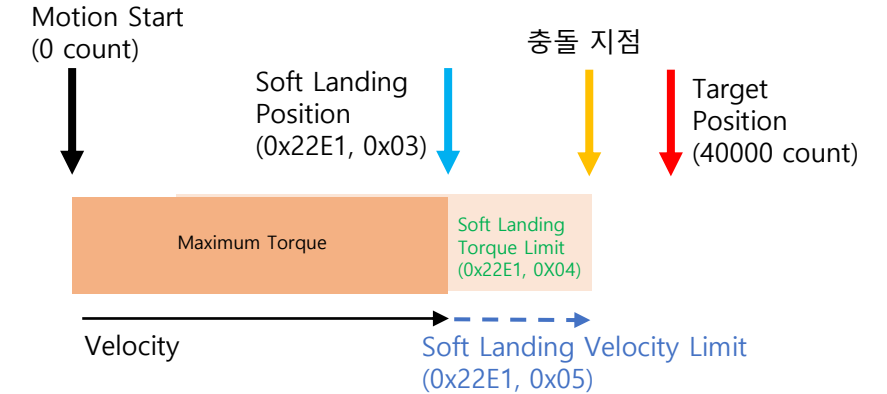 Motion Start
(0 count)
충돌 지점
Soft Landing
Position
(0x22E1, 0x03)
Target
Position
(40000 count)
Maximum Torque
Soft Landing
Torque Limit
(0x22E1, 0X04)
Velocity
Soft Landing Velocity Limit
(0x22E1, 0x05)